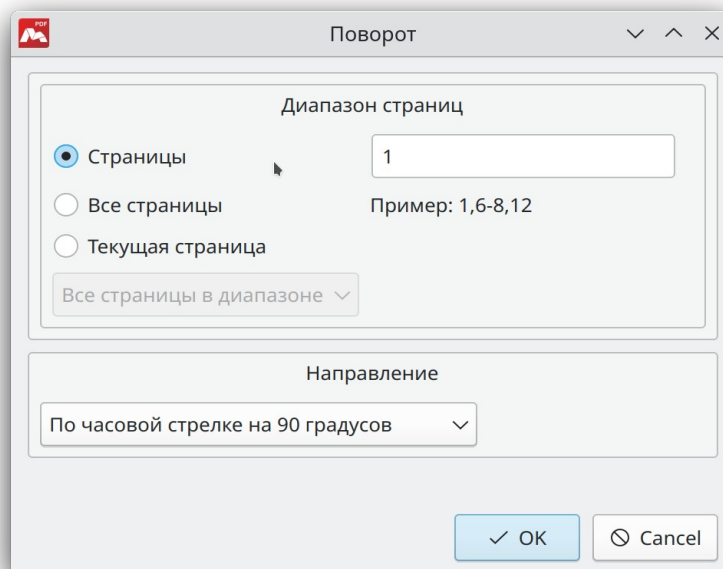 PDF
Поворот
Диапазон страниц
Страницы 1
Все страницы Пример: 1,6-8,12
Текущая страница
Все страницы в диапазоне
Направление
По часовой стрелке на 90 градусов
OK Cancel